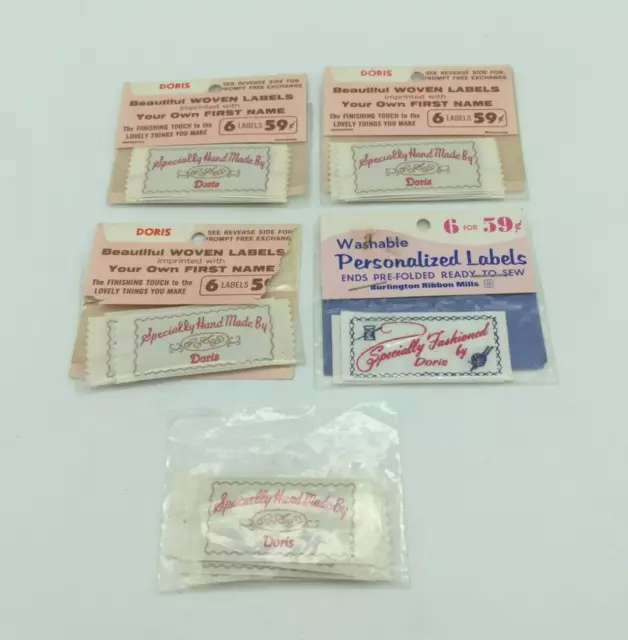 DORIS
SEE REVERSE SIDE FOR
PROMPT FREE EXCHANGE
Beautiful WOVEN LABELS
imprinted with
Your Own FIRST NAME
The FINISHING TOUCH to the
LOVELY THINGS YOU MAKE
6 LABELS 59¢
Specially Hand Made By
Doris
DORIS
SEE REVERSE SIDE FOR
PROMPT FREE EXCHANGE
Beautiful WOVEN LABELS
imprinted with
Your Own FIRST NAME
The FINISHING TOUCH to the
LOVELY THINGS YOU MAKE
6 LABELS 59¢
Specially Hand Made By
Doris
DORIS
SEE REVERSE SIDE FOR
PROMPT FREE EXCHANG
Beautiful WOVEN LABELS
imprinted with
Your Own FIRST NAME
The FINISHING TOUCH to the
LOVELY THINGS YOU MAKE
6 LABELS 5
Specially Hand Made By
Doris
6 FOR 59¢
Washable
Personalized Labels
ENDS PRE-FOLDED READY TO SEW
Burlington Ribbon Mills
Specially Fashioned
by
Doris
Specially Hand Made By
Doris